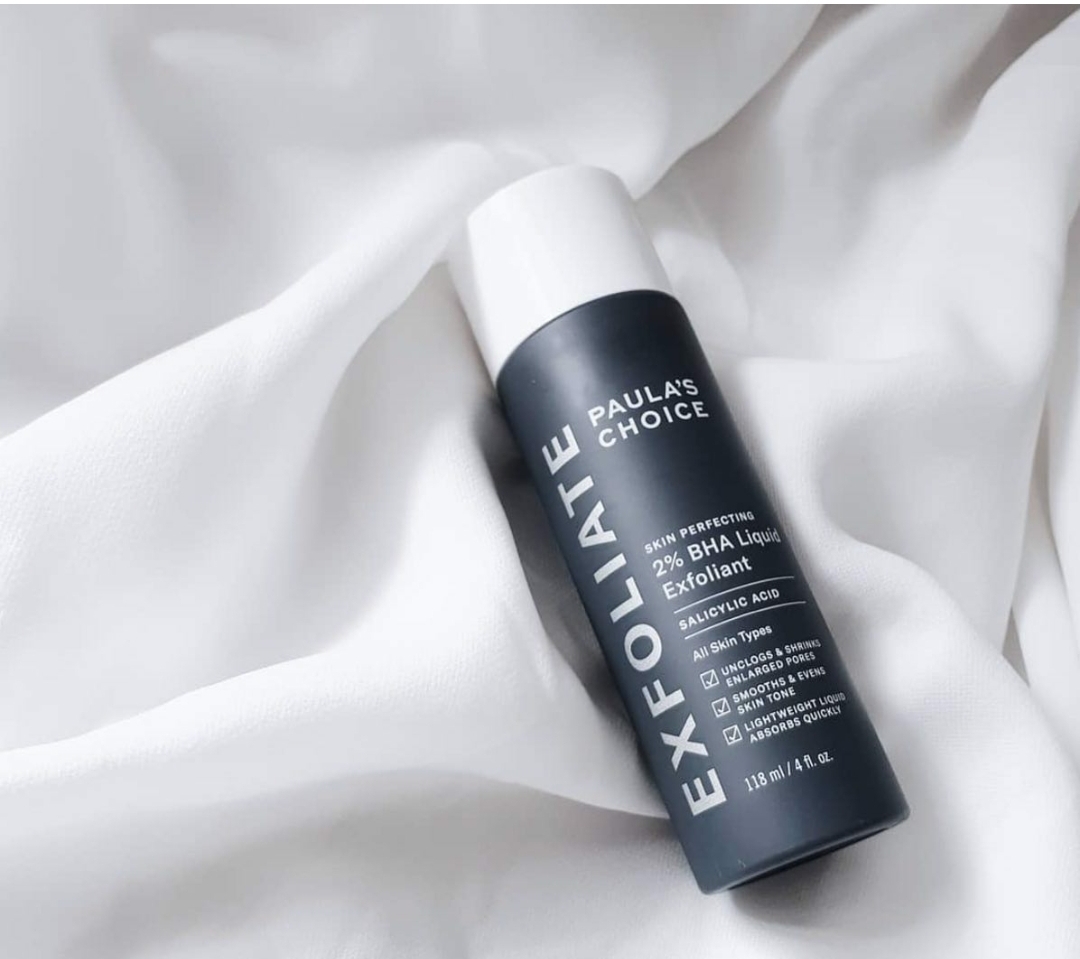 PAULA'S
CHOICE
EXFOLIATE
SKIN PERFECTING
2% BHA Liquid
Exfoliant
SALICYLIC ACID
All Skin Types
UNCLOGS & SHRINKS
ENLARGED PORES
SMOOTHS & EVENS
SKIN TONE
LIGHTWEIGHT LIQUID
ABSORBS QUICKLY
118 ml / 4 fl. oz.